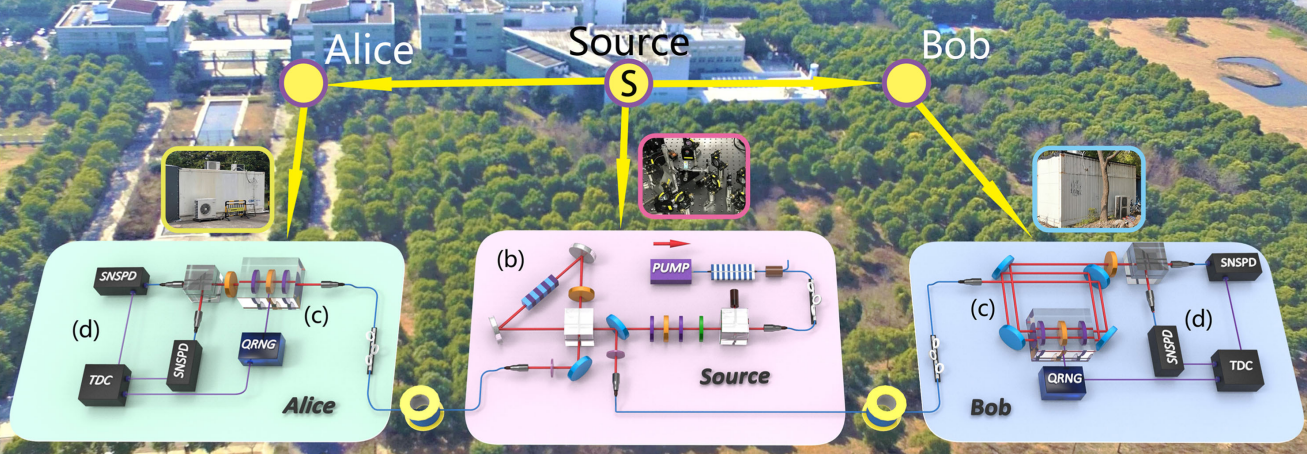 Alice
Source
Bob
S
(b)
PUMP
SNSPD
(c)
(d)
SNSPD
QRNG
TDC
Alice
Source
SNSPD
(c)
(d)
SNSPD
QRNG
TDC
Bob